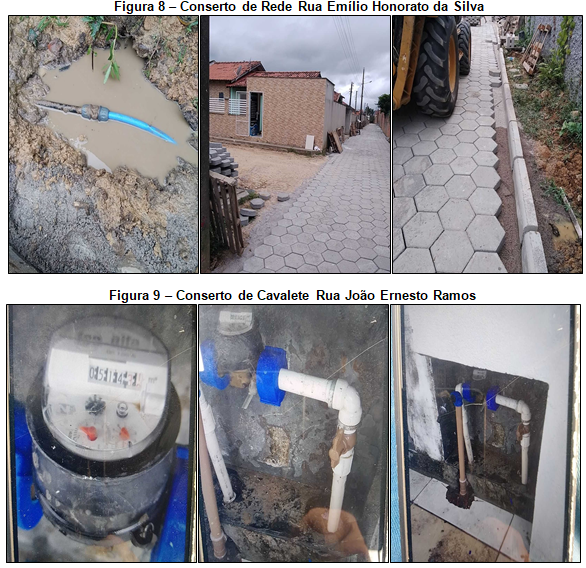 Figura 8 – Conserto de Rede Rua Emílio Honorato da Silva
Figura 9 – Conserto de Cavalete Rua João Ernesto Ramos